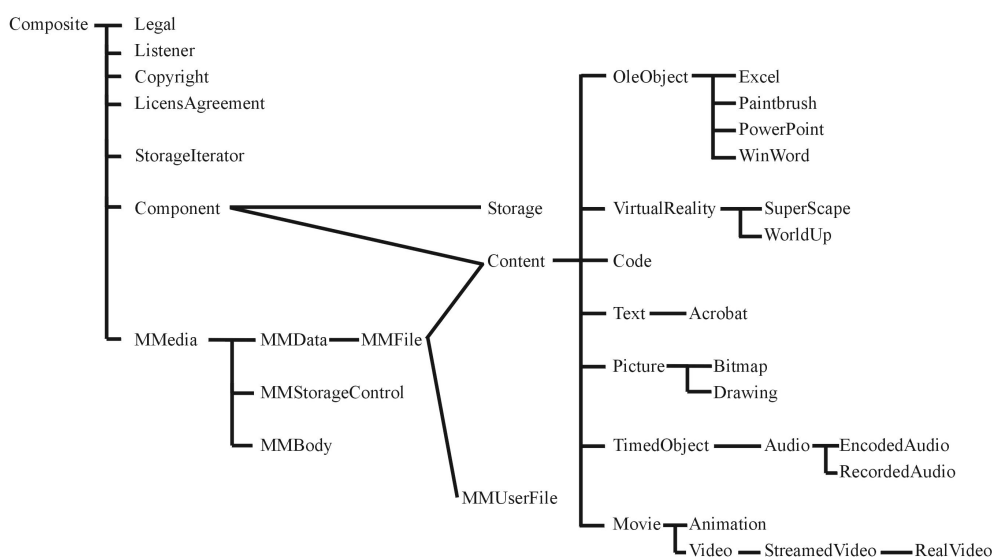 Composite
Legal
Listener
Copyright
LicensAgreement
StorageIterator
Component
MMedia
MMData
MMFile
MMStorageControl
MMBody
Storage
Content
MMUserFile
OleObject
Excel
Paintbrush
PowerPoint
WinWord
VirtualReality
SuperScape
WorldUp
Code
Text
Acrobat
Picture
Bitmap
Drawing
TimedObject
Audio
EncodedAudio
RecordedAudio
Movie
Animation
Video
StreamedVideo
RealVideo